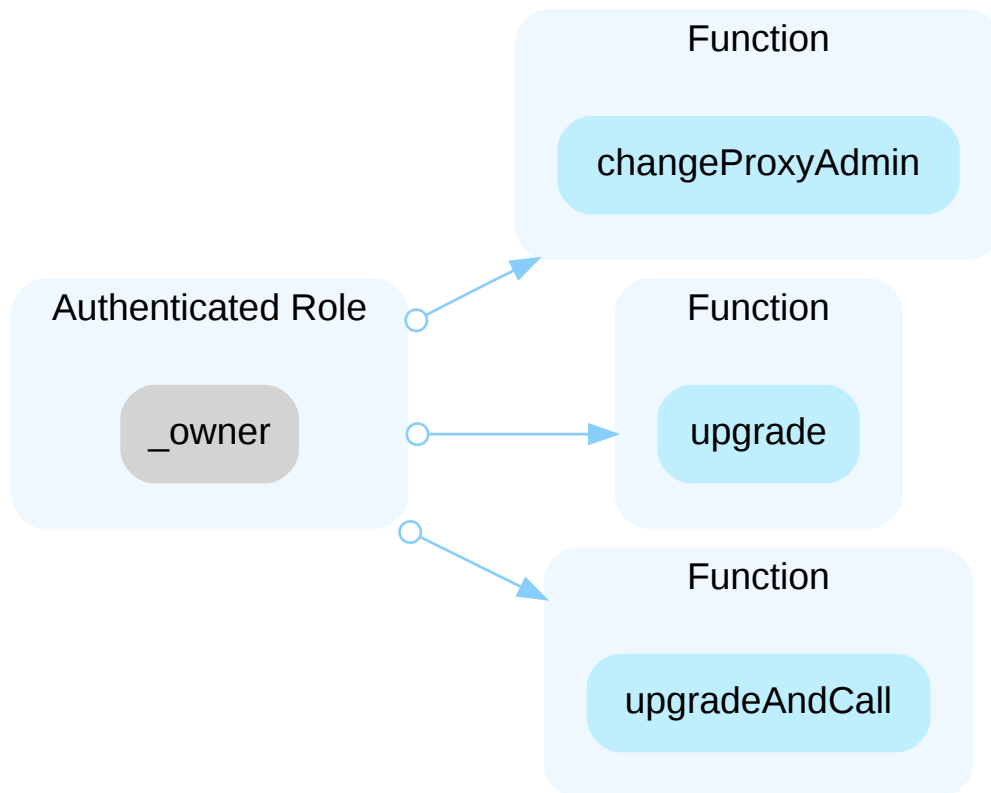 Function
changeProxyAdmin
Authenticated Role
_owner
Function
upgrade
Function
upgradeAndCall